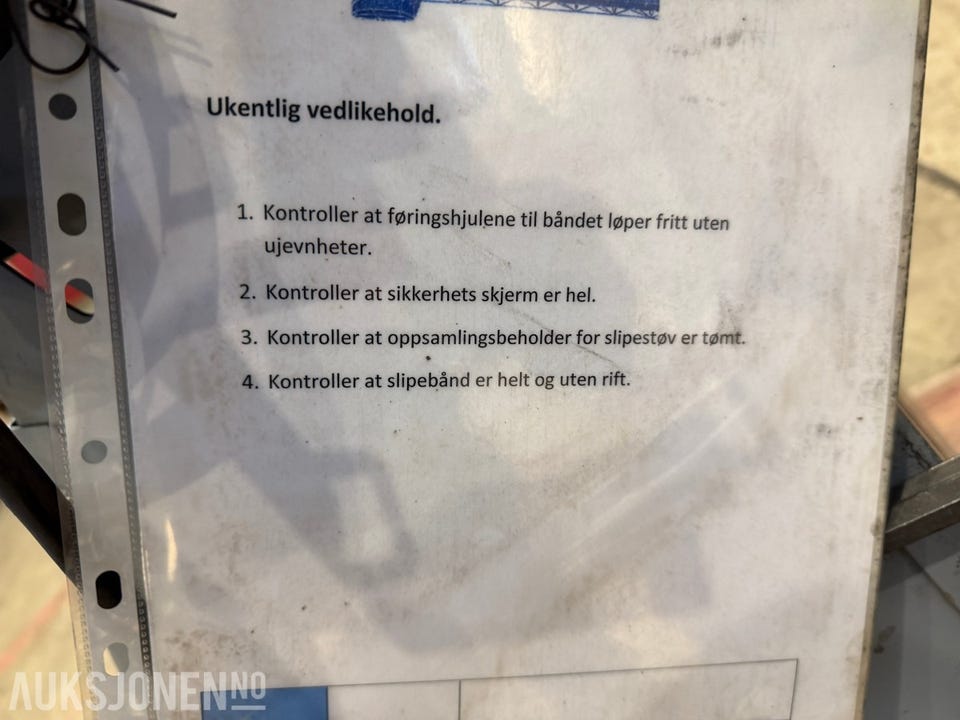 Ukentlig vedlikehold.
1. Kontroller at føringshjulene til båndet løper fritt uten
ujevnheter.
2. Kontroller at sikkerhets skjerm er hel.
3. Kontroller at oppsamlingsbeholder for slipestøv er tømt.
4. Kontroller at slipebånd er helt og uten rift.
AUKSJONEN.NO